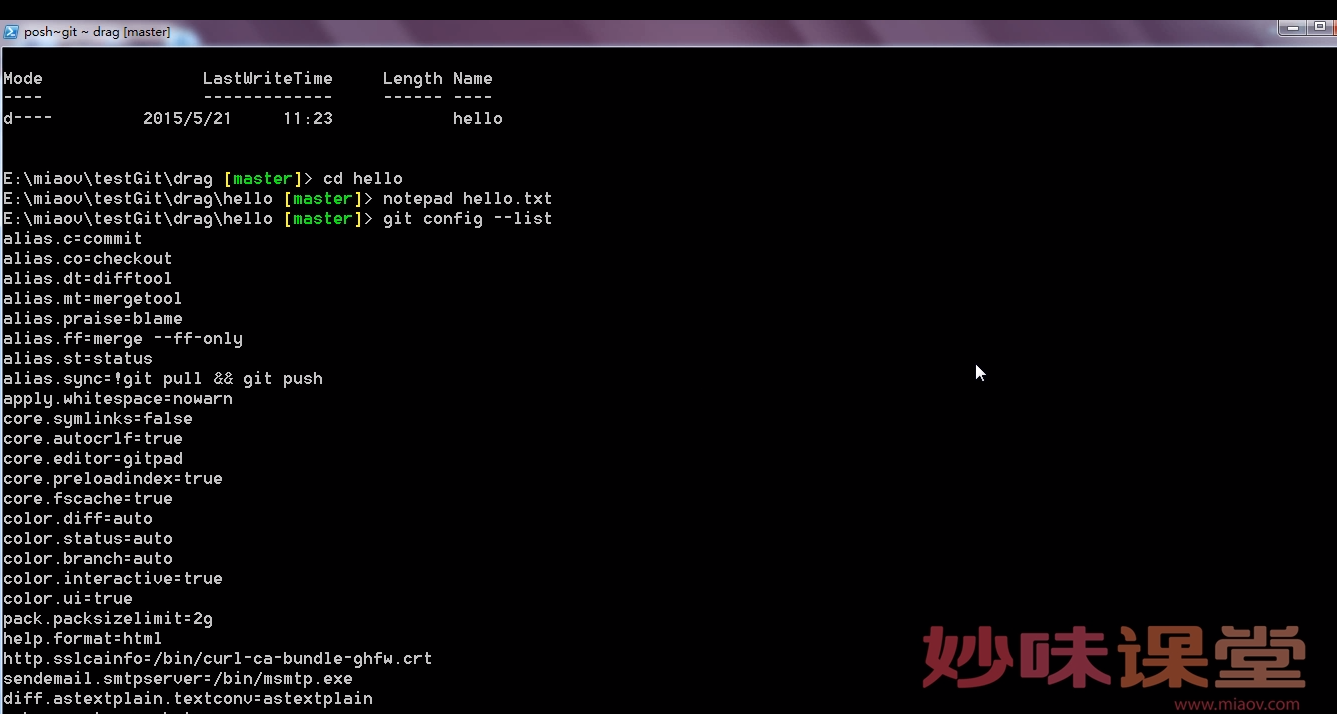 posh~git ~ drag [master]
Mode LastWriteTime Length Name
---- ------------- ------ ----
d---- 2015/5/21 11:23 hello
E:\miaov\testGit\drag [master]> cd hello
E:\miaov\testGit\drag\hello [master]> notepad hello.txt
E:\miaov\testGit\drag\hello [master]> git config --list
alias.c=commit
alias.co=checkout
alias.dt=difftool
alias.mt=mergetool
alias.praise=blame
alias.ff=merge --ff-only
alias.st=status
alias.sync=!git pull && git push
apply.whitespace=nowarn
core.symlinks=false
core.autocrlf=true
core.editor=gitpad
core.preloadindex=true
core.fscache=true
color.diff=auto
color.status=auto
color.branch=auto
color.interactive=true
color.ui=true
pack.packsizelimit=2g
help.format=html
http.sslcainfo=/bin/curl-ca-bundle-ghfw.crt
sendemail.smtpserver=/bin/msmtp.exe
diff.astextplain.textconv=astextplain
妙味课堂
www.miaov.com